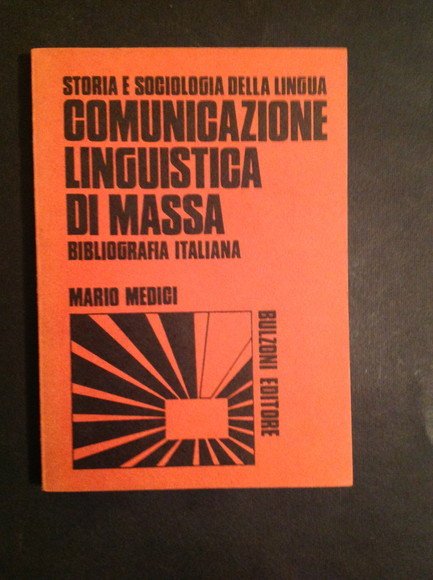 STORIA E SOCIOLOGIA DELLA LINGUA
COMUNICAZIONE
LINGUISTICA
DI MASSA
BIBLIOGRAFIA ITALIANA
MARIO MEDICI
BULZONI EDITORE